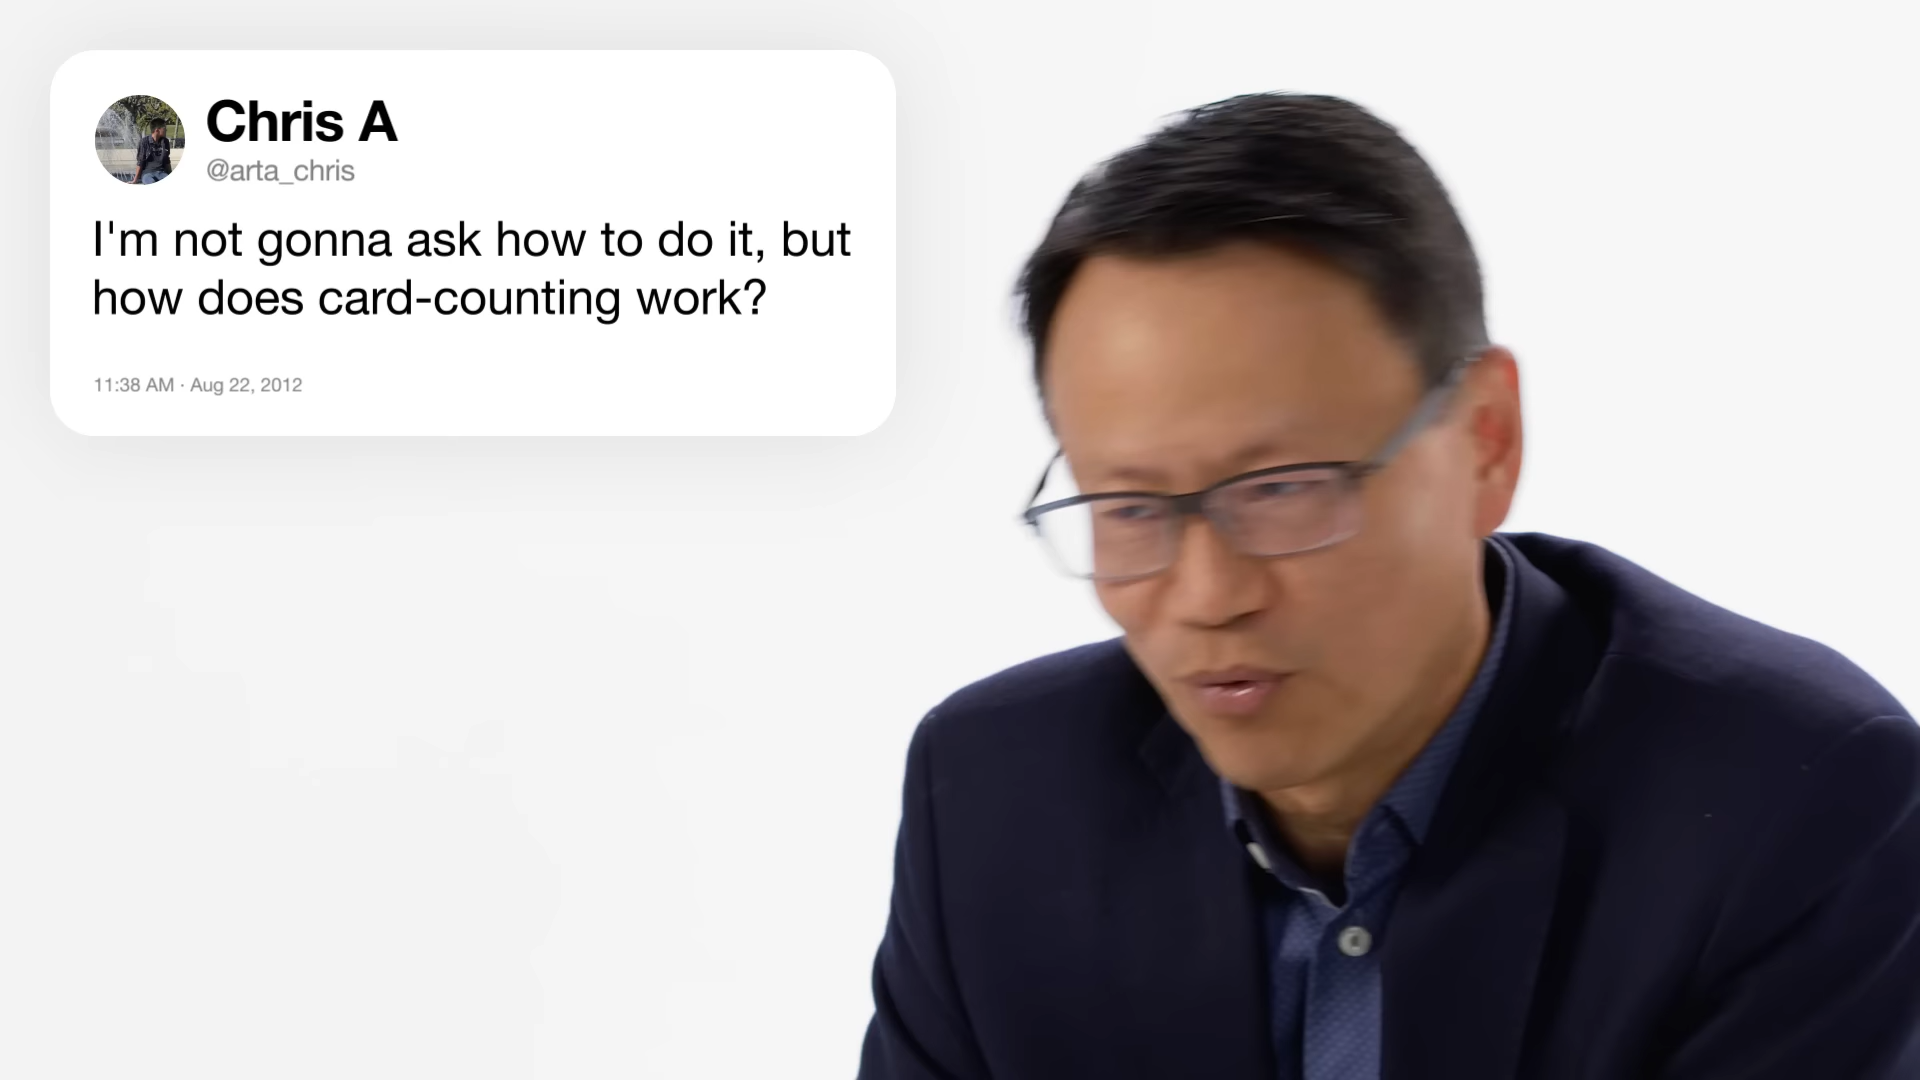 Chris A
@arta_chris
I'm not gonna ask how to do it, but
how does card-counting work?
11:38 AM · Aug 22, 2012